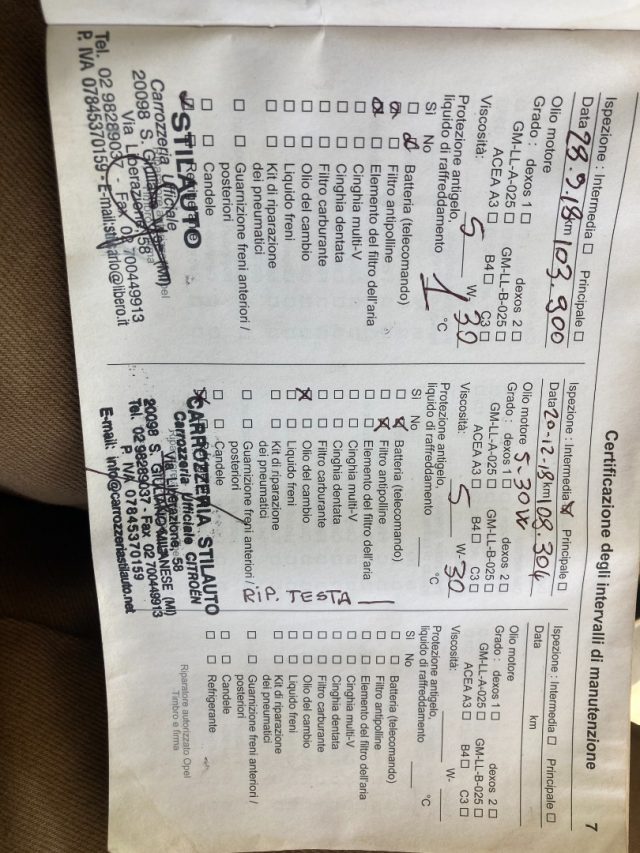 Certificazione degli intervalli di manutenzione
7
Ispezione : Intermedia □ Principale □
Data 28.9.18 km 103.900
Olio motore
Grado : dexos 1 □ dexos 2 □
GM-LL-A-025 □ GM-LL-B-025 □
ACEA A3 □ B4 □ C3 □
Viscosità: 5 W- 30
Protezione antigelo,
liquido di raffreddamento °C
Sì No
Batteria (telecomando)
Filtro antipolline
Elemento del filtro dell'aria
Cinghia multi-V
Cinghia dentata
Filtro carburante
Olio del cambio
Liquido freni
Kit di riparazione
dei pneumatici
Guarnizione freni anteriori /
posteriori
Candele
STILAUTO
Carrozzeria Ufficiale
20098 S. Giuliano M.se (MI)
Via Liberazione, 58
Tel. 02 98289037 - Fax 02 700449913
P. IVA 07845370159 - E-mail:
Ispezione : Intermedia ☒ Principale □
Data 20-12.18 km 108.304
Olio motore 5-30W
Grado : dexos 1 □ dexos 2 □
GM-LL-A-025 □ GM-LL-B-025 □
ACEA A3 □ B4 □ C3 □
Viscosità: 5 W- 30
Protezione antigelo,
liquido di raffreddamento °C
Sì No
Batteria (telecomando)
Filtro antipolline
Elemento del filtro dell'aria
Cinghia multi-V
Cinghia dentata
Filtro carburante
Olio del cambio
Liquido freni
Kit di riparazione
dei pneumatici
Guarnizione freni anteriori /
posteriori
Candele
RIP. TESTA
CARROZZERIA STILAUTO
Carrozzeria Ufficiale CITROËN
Via Liberazione, 58
20098 S. GIULIANO MILANESE (MI)
Tel. 02 98289037 - Fax 02 700449913
P. IVA 07845370159
E-mail: info@carrozzeriastilauto.net
Ispezione : Intermedia □ Principale □
Data km
Olio motore
Grado : dexos 1 □ dexos 2 □
GM-LL-A-025 □ GM-LL-B-025 □
ACEA A3 □ B4 □ C3 □
Viscosità: W-
Protezione antigelo,
liquido di raffreddamento °C
Sì No
Batteria (telecomando)
Filtro antipolline
Elemento del filtro dell'aria
Cinghia multi-V
Cinghia dentata
Filtro carburante
Olio del cambio
Liquido freni
Kit di riparazione
dei pneumatici
Guarnizione freni anteriori /
posteriori
Candele
Refrigerante
Riparatore autorizzato Opel
Timbro e firma